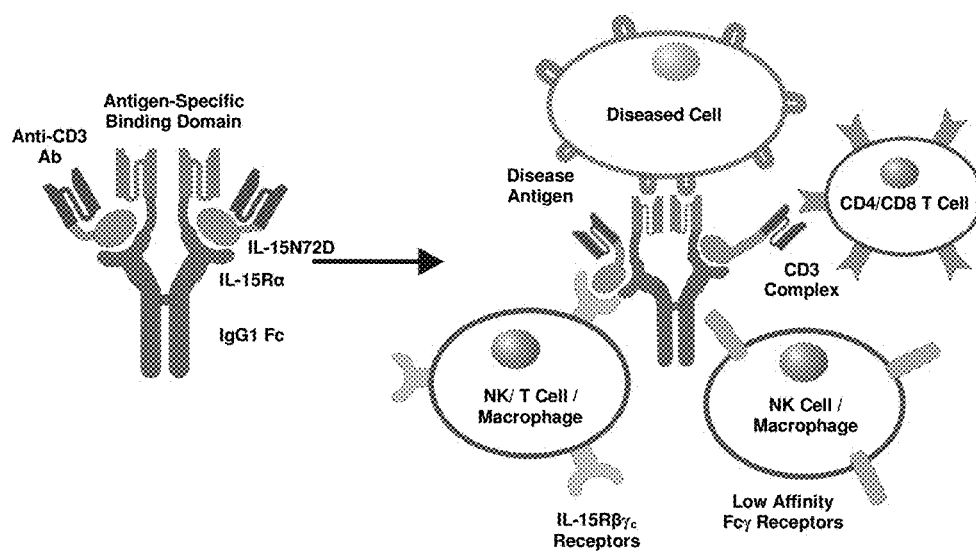 Antigen-Specific
Binding Domain
Anti-CD3
Ab
IL-15N72D
IL-15Rα
IgG1 Fc
Diseased Cell
Disease
Antigen
CD4/CD8 T Cell
CD3
Complex
NK/ T Cell /
Macrophage
NK Cell /
Macrophage
IL-15Rβγc
Receptors
Low Affinity
Fcγ Receptors